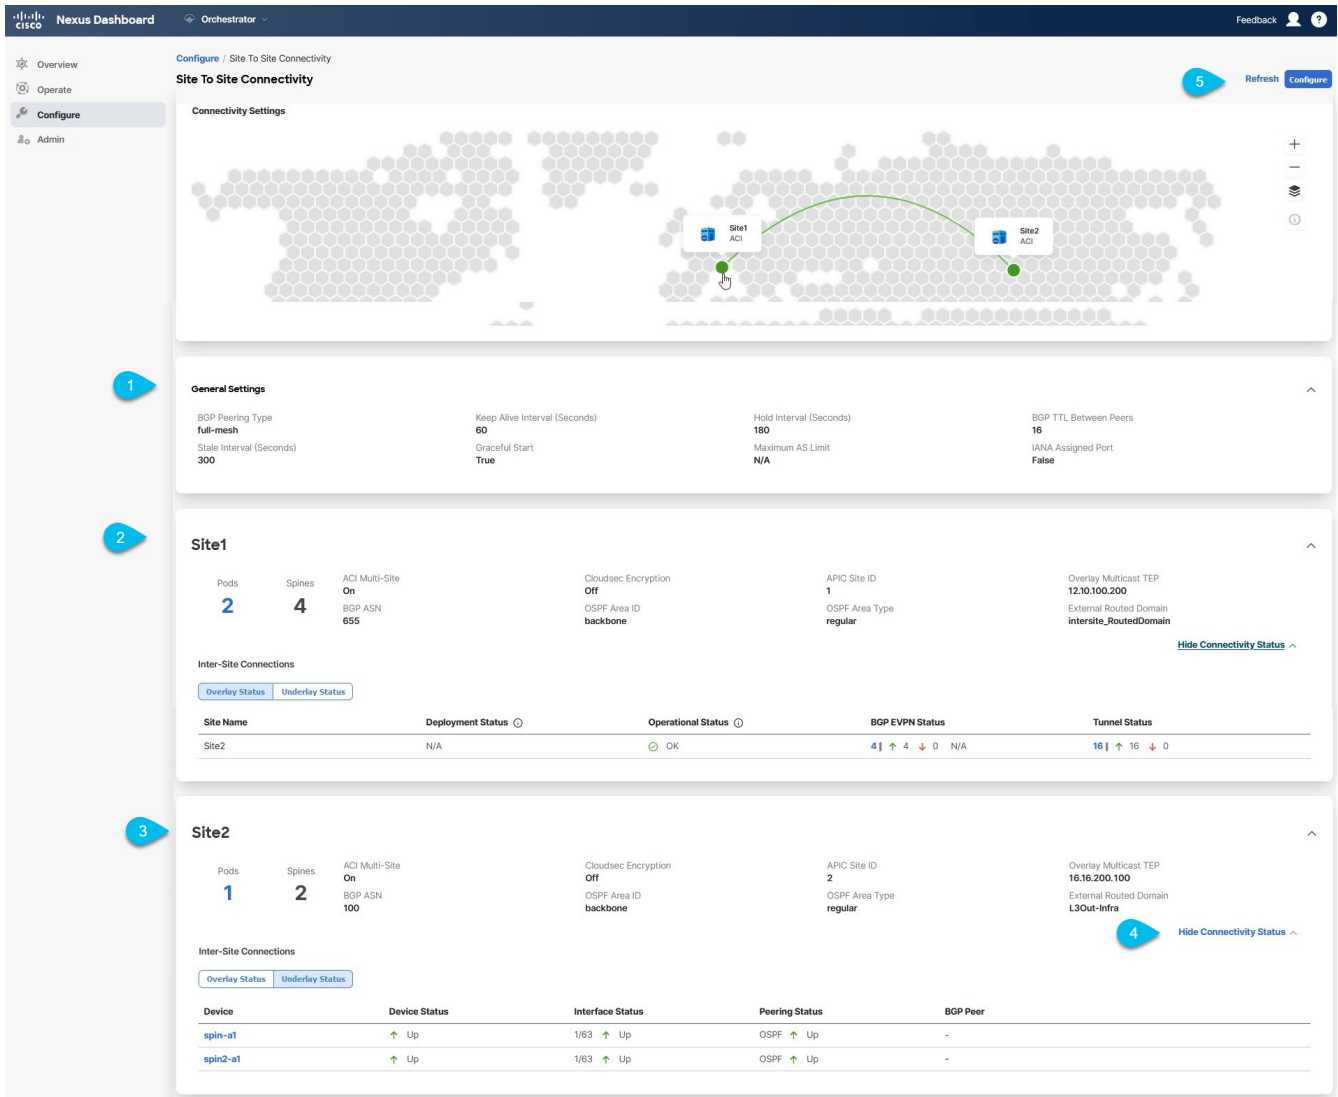 CISCO Nexus Dashboard Orchestrator Feedback ?
Overview
Operate
Configure
Admin
Configure / Site To Site Connectivity
Site To Site Connectivity
5 Refresh Configure
Connectivity Settings
Site1
ACI
Site2
ACI
1
General Settings
BGP Peering Type Keep Alive Interval (Seconds) Hold Interval (Seconds) BGP TTL Between Peers
full-mesh 60 180 16
Stale Interval (Seconds) Graceful Start Maximum AS Limit IANA Assigned Port
300 True N/A False
2
Site1
Pods Spines ACI Multi-Site Cloudsec Encryption APIC Site ID Overlay Multicast TEP
On Off 1 12.10.100.200
2 4 BGP ASN OSPF Area ID OSPF Area Type External Routed Domain
655 backbone regular intersite_RoutedDomain
Hide Connectivity Status
Inter-Site Connections
Overlay Status Underlay Status
Site Name Deployment Status Operational Status BGP EVPN Status Tunnel Status
Site2 N/A OK 4 ↑ 4 ↓ 0 N/A 16 ↑ 16 ↓ 0
3
Site2
Pods Spines ACI Multi-Site Cloudsec Encryption APIC Site ID Overlay Multicast TEP
On Off 2 16.16.200.100
1 2 BGP ASN OSPF Area ID OSPF Area Type External Routed Domain
100 backbone regular L3Out-Infra
4 Hide Connectivity Status
Inter-Site Connections
Overlay Status Underlay Status
Device Device Status Interface Status Peering Status BGP Peer
spin-a1 ↑ Up 1/63 ↑ Up OSPF ↑ Up -
spin2-a1 ↑ Up 1/63 ↑ Up OSPF ↑ Up -